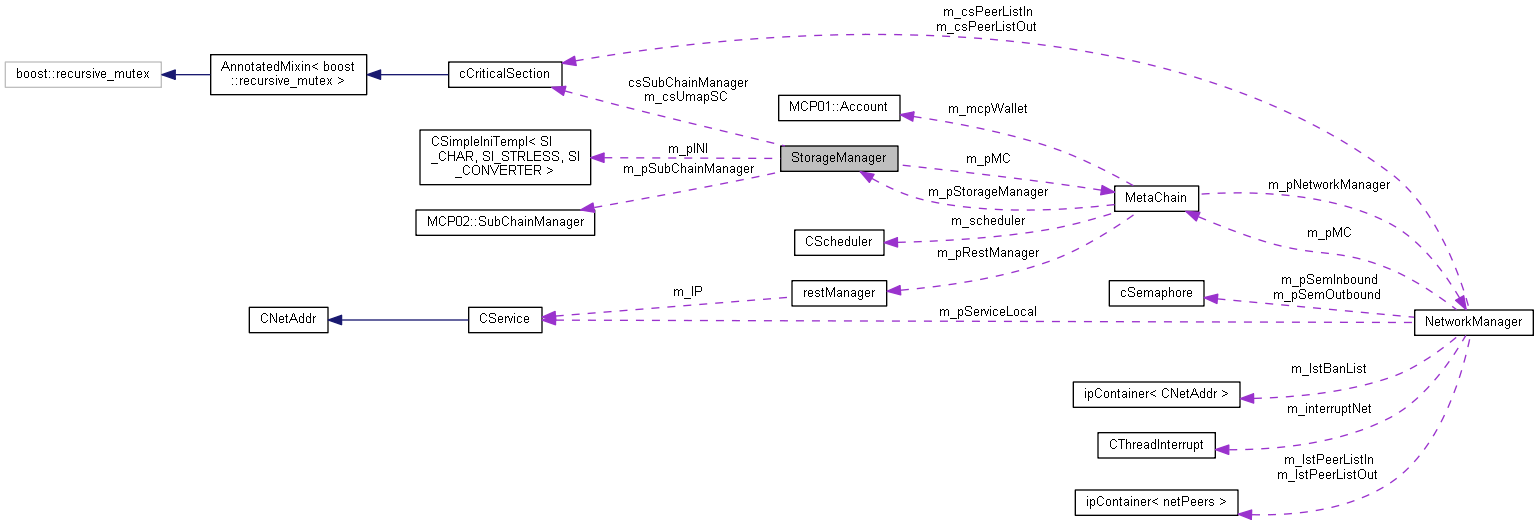 m_csPeerListIn
m_csPeerListOut
boost::recursive_mutex
AnnotatedMixin< boost
::recursive_mutex >
cCriticalSection
csSubChainManager
m_csUmapSC
MCP01::Account
m_mcpWallet
CSimpleIniTempl< SI
_CHAR, SI_STRLESS, SI
_CONVERTER >
m_pINI
StorageManager
m_pMC
m_pSubChainManager
m_pStorageManager
MetaChain
m_pNetworkManager
MCP02::SubChainManager
m_scheduler
CScheduler
m_pMC
m_pRestManager
m_IP
restManager
cSemaphore
m_pSemInbound
m_pSemOutbound
CNetAddr
CService
m_pServiceLocal
NetworkManager
m_lstBanList
ipContainer< CNetAddr >
m_interruptNet
CThreadInterrupt
m_lstPeerListIn
m_lstPeerListOut
ipContainer< netPeers >